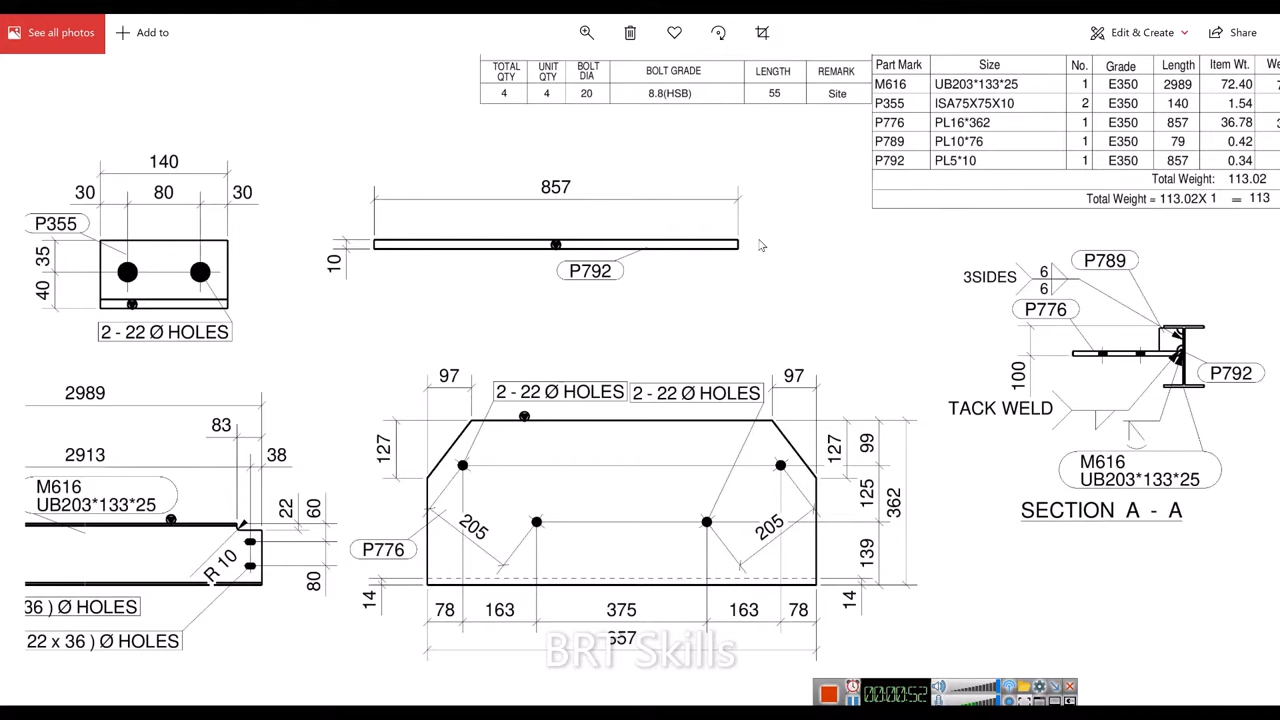 See all photos
Add to
Edit & Create
Share
TOTAL QTY UNIT QTY BOLT DIA BOLT GRADE LENGTH REMARK
4 4 20 8.8(HSB) 55 Site
Part Mark Size No. Grade Length Item Wt. We
M616 UB203*133*25 1 E350 2989 72.40
P355 ISA75X75X10 2 E350 140 1.54
P776 PL16*362 1 E350 857 36.78
P789 PL10*76 1 E350 79 0.42
P792 PL5*10 1 E350 857 0.34
Total Weight: 113.02
Total Weight = 113.02X 1 = 113
140
30 80 30
P355
35
40
2 - 22 Ø HOLES
857
10
P792
P789
3SIDES 6
6
P776
100
P792
TACK WELD
M616
UB203*133*25
SECTION A - A
2989
83
2913
38
M616
UB203*133*25
22
60
R 10
80
36 ) Ø HOLES
22 x 36 ) Ø HOLES
97
2 - 22 Ø HOLES
2 - 22 Ø HOLES
97
127
127
99
125
362
139
205
205
P776
14
14
78 163 375 163 78
BRT Skills
00:00:52